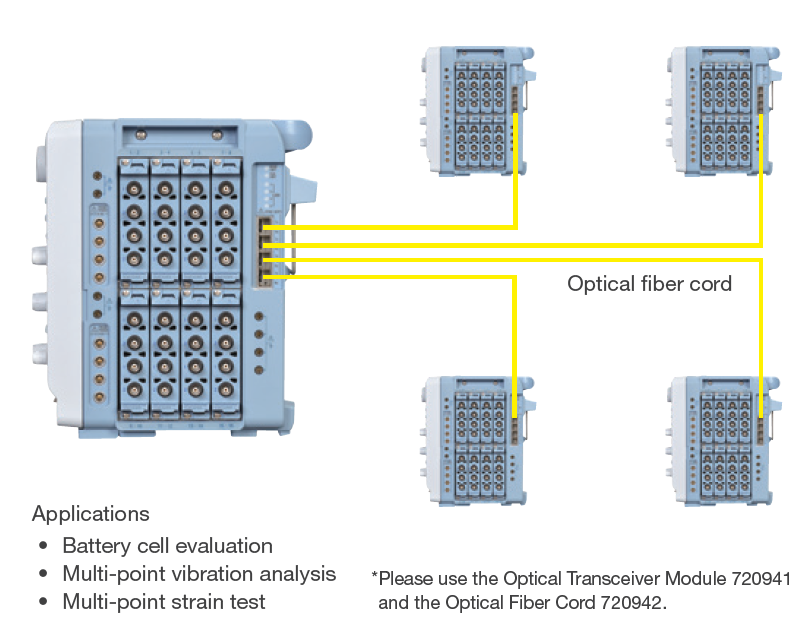 Optical fiber cord
Applications
• Battery cell evaluation
• Multi-point vibration analysis
• Multi-point strain test
*Please use the Optical Transceiver Module 720941
and the Optical Fiber Cord 720942.